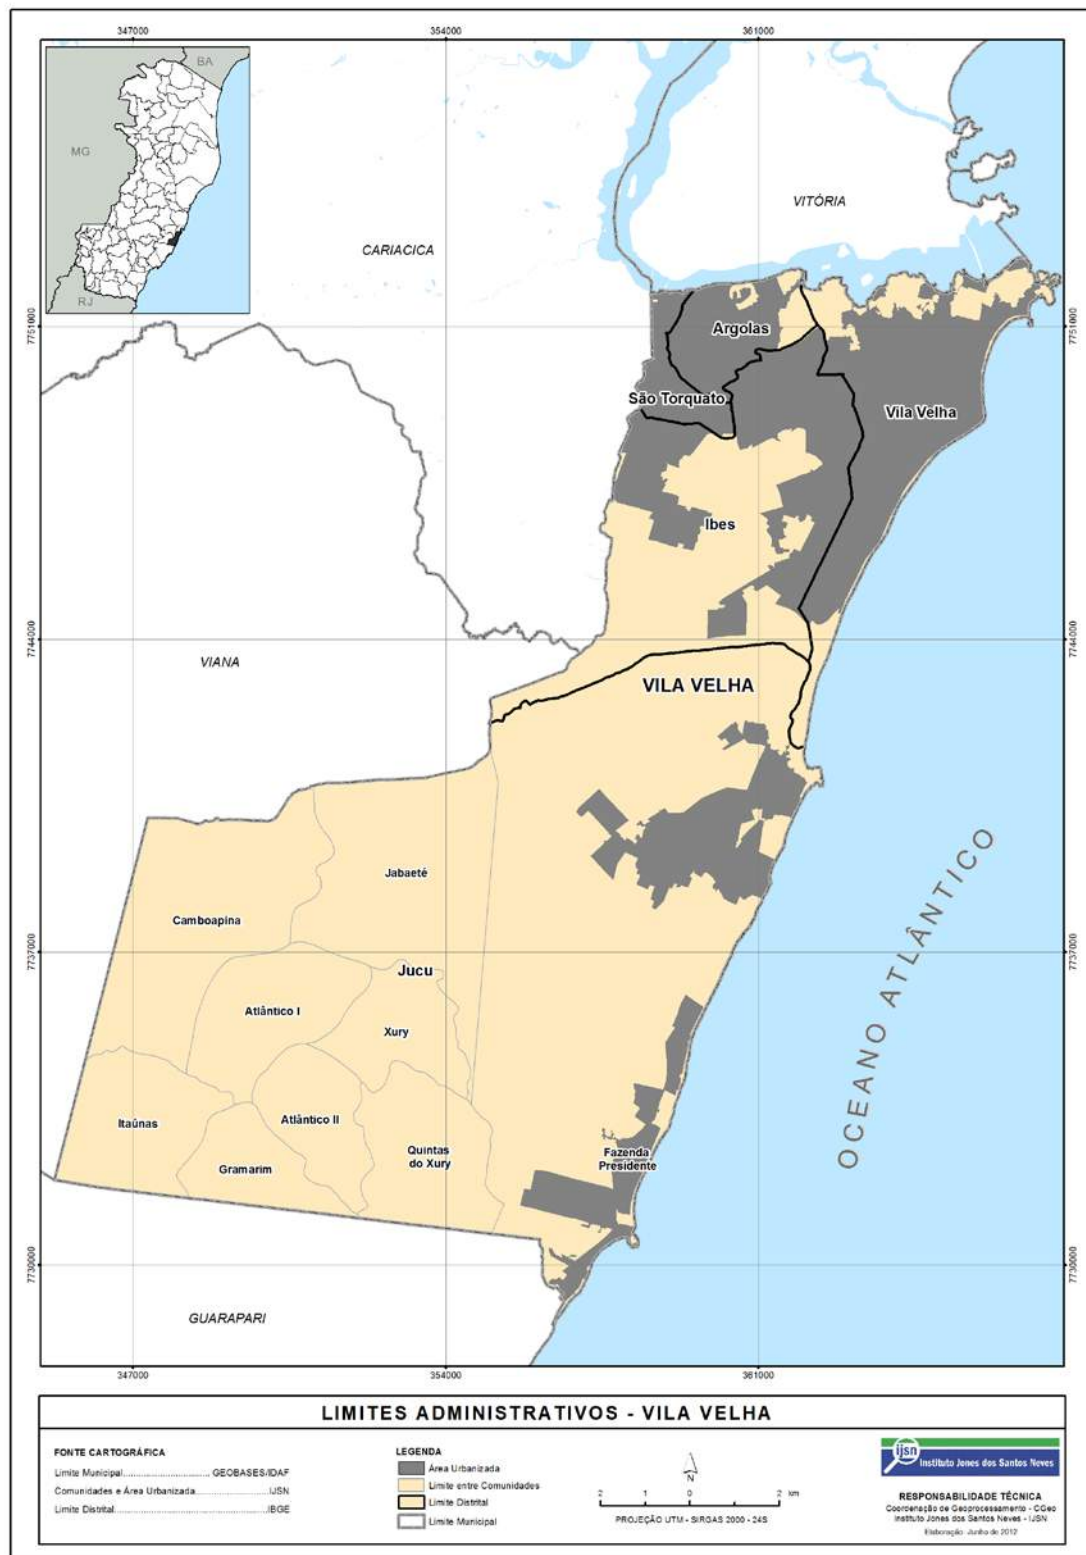 347000
354000
361000
BA
MG
RJ
VITÓRIA
CARIACICA
7751000
7751000
Argolas
São Torquato
Vila Velha
Ibes
7744000
7744000
VIANA
VILA VELHA
Jabaeté
Camboapina
OCEANO ATLÂNTICO
7737000
7737000
Jucu
Atlântico I
Xury
Itaúnas
Atlântico II
Quintas
do Xury
Fazenda
Presidente
Gramarim
7730000
7730000
GUARAPARI
347000
354000
361000
LIMITES ADMINISTRATIVOS - VILA VELHA
FONTE CARTOGRÁFICA
Limite Municipal.............................. GEOBASES/IDAF
Comunidades e Área Urbanizada.........................IJSN
Limite Distrital....................................................IBGE
LEGENDA
Área Urbanizada
Limite entre Comunidades
Limite Distrital
Limite Municipal
N
2 1 0 2 km
PROJEÇÃO UTM - SIRGAS 2000 - 24S
ijsn
Instituto Jones dos Santos Neves
RESPONSABILIDADE TÉCNICA
Coordenação de Geoprocessamento - CGeo
Instituto Jones dos Santos Neves - IJSN
Elaboração: Junho de 2012